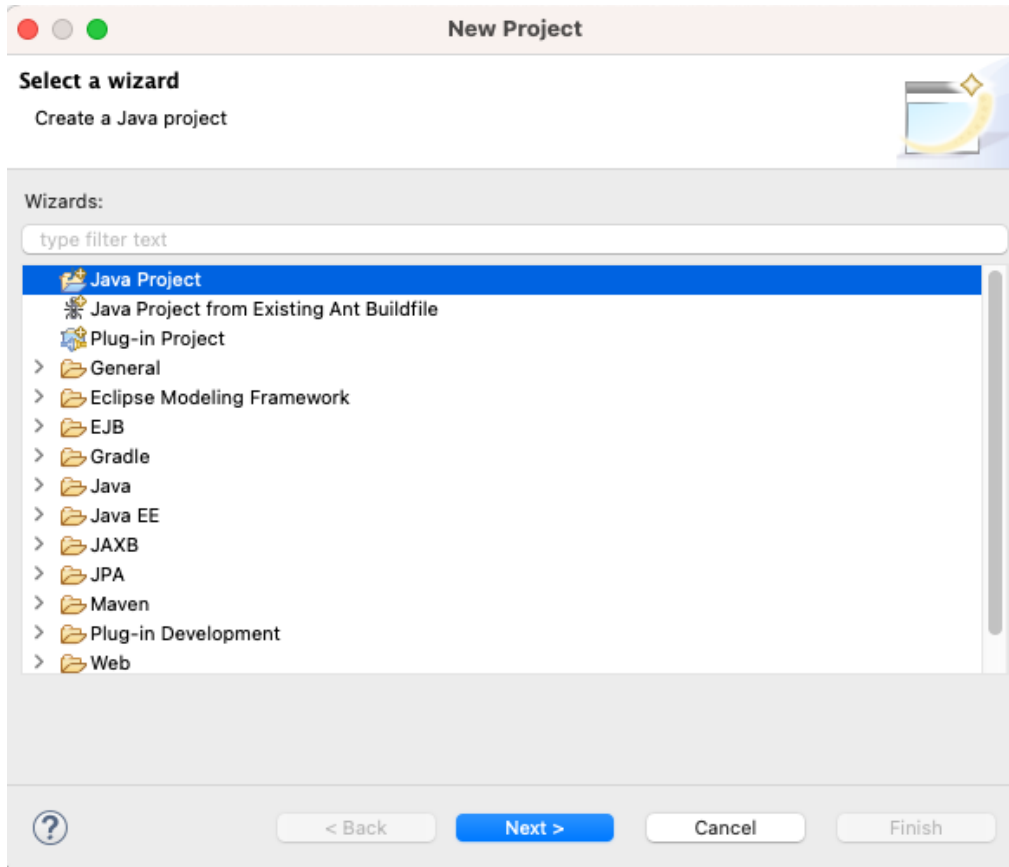 New Project
Select a wizard
Create a Java project
Wizards:
type filter text
Java Project
Java Project from Existing Ant Buildfile
Plug-in Project
> General
> Eclipse Modeling Framework
> EJB
> Gradle
> Java
> Java EE
> JAXB
> JPA
> Maven
> Plug-in Development
> Web
? < Back Next > Cancel Finish